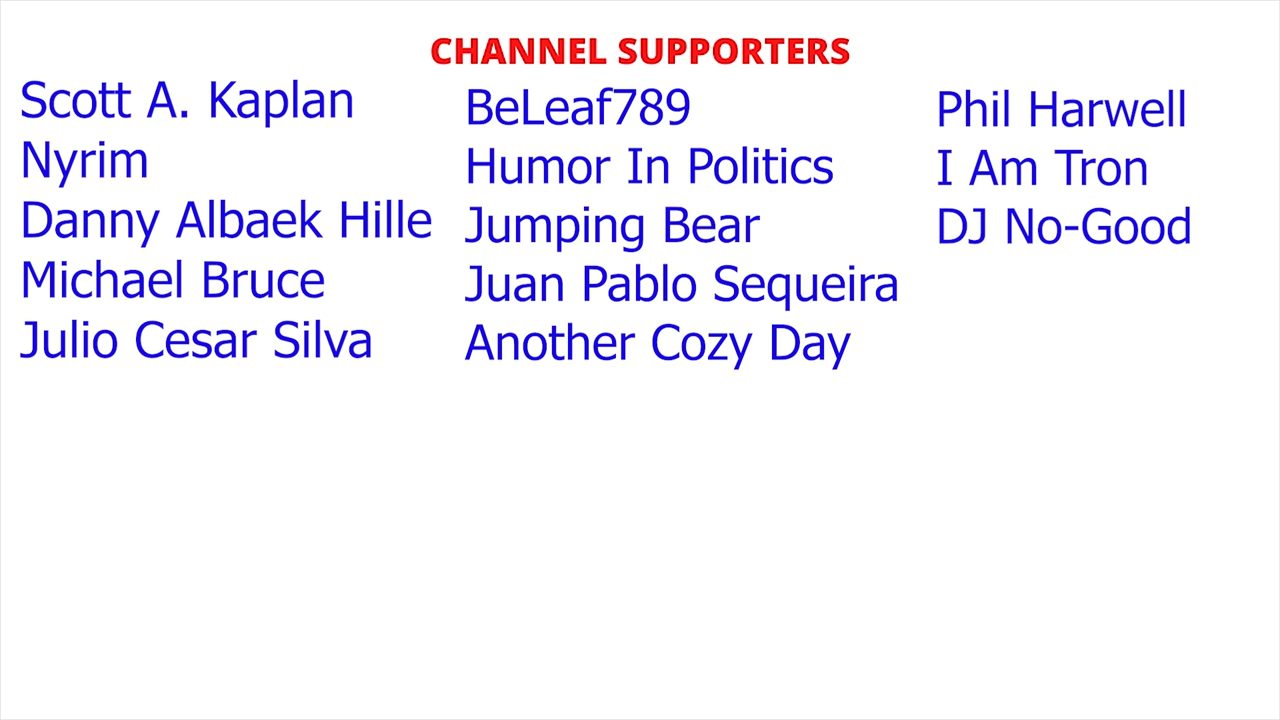 CHANNEL SUPPORTERS
Scott A. Kaplan
Nyrim
Danny Albaek Hille
Michael Bruce
Julio Cesar Silva
BeLeaf789
Humor In Politics
Jumping Bear
Juan Pablo Sequeira
Another Cozy Day
Phil Harwell
I Am Tron
DJ No-Good